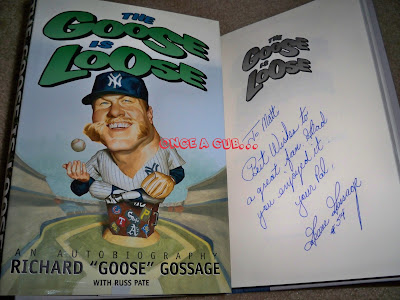 THE
GOOSE
IS
LOOSE
NY
ONCE A CUB...
AN AUTOBIOGRAPHY
RICHARD "GOOSE" GOSSAGE
WITH RUSS PATE
THE
GOOSE
IS
LOOSE
To Matt
Best Wishes to
a great fan. Glad
you enjoyed it.
your Pal.
Goose Gossage
#54